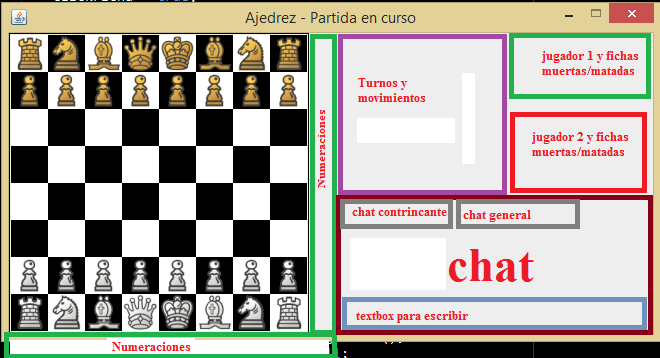 Ajedrez - Partida en curso
Numeraciones
Turnos y
movimientos
jugador 1 y fichas
muertas/matadas
jugador 2 y fichas
muertas/matadas
chat contrincante
chat general
chat
textbox para escribir
Numeraciones